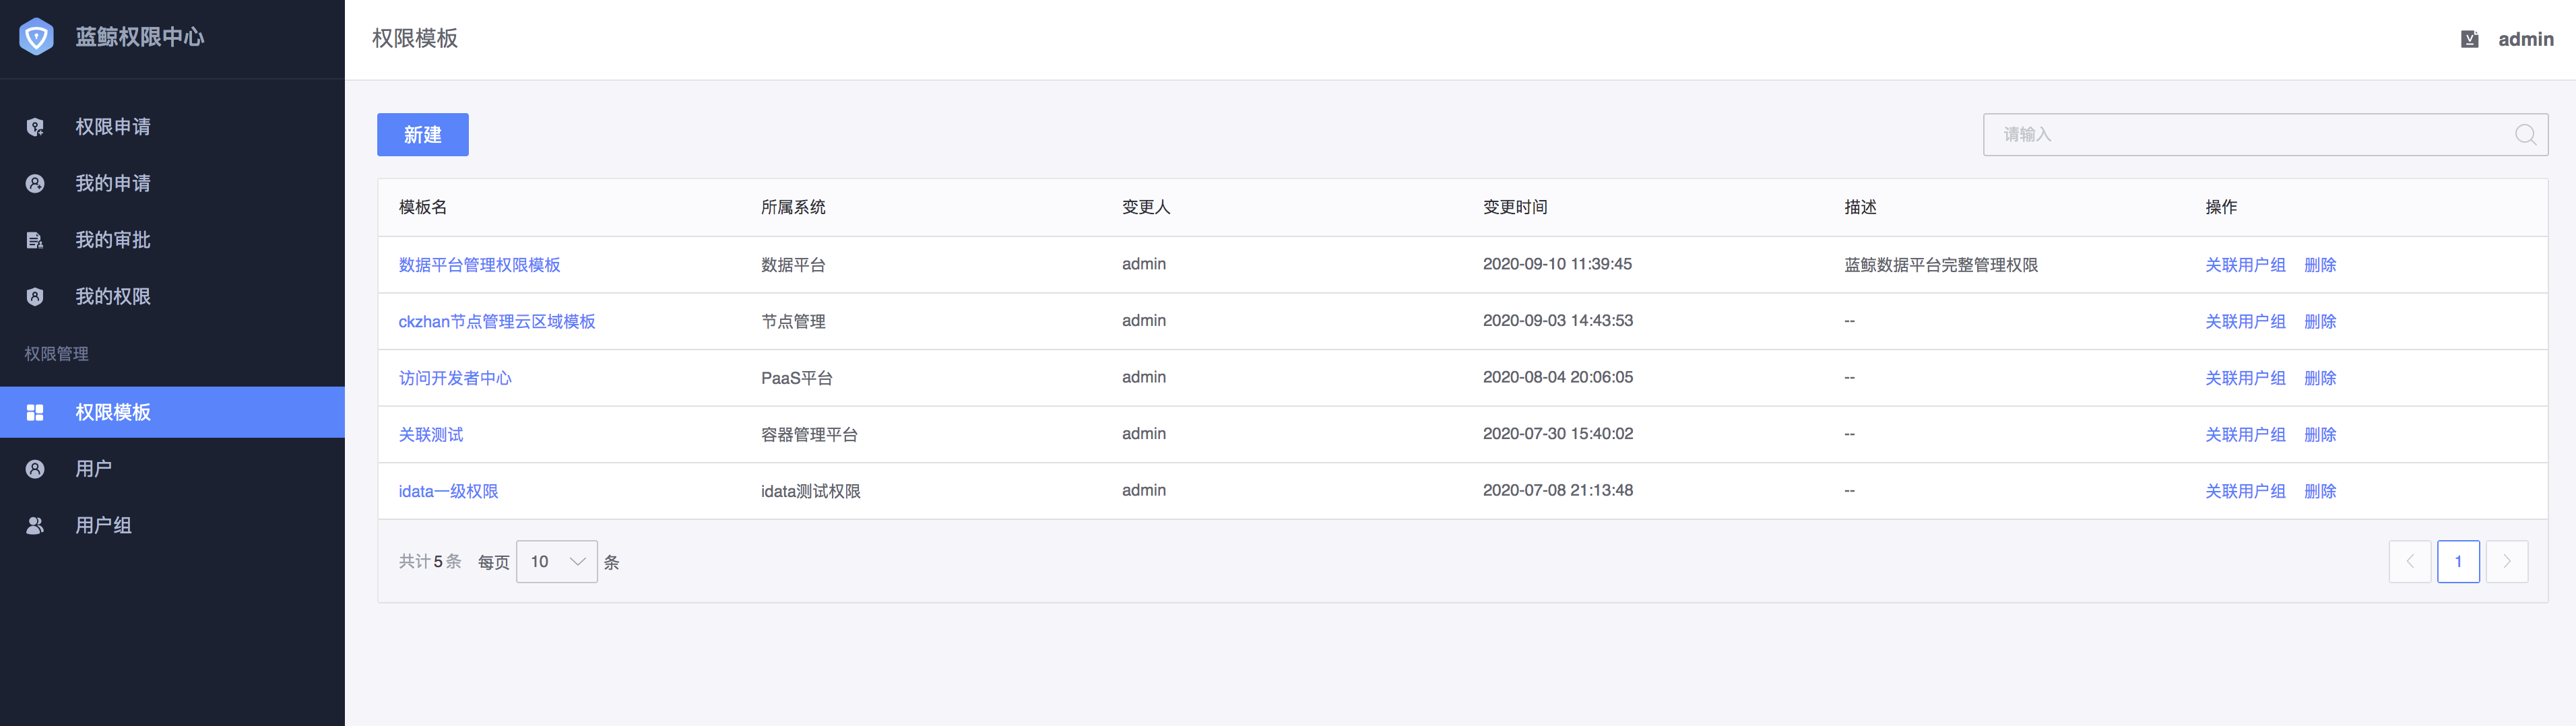 蓝鲸权限中心
权限模板
admin
权限申请
我的申请
我的审批
我的权限
权限管理
权限模板
用户
用户组
新建
请输入
模板名 所属系统 变更人 变更时间 描述 操作
数据平台管理权限模板 数据平台 admin 2020-09-10 11:39:45 蓝鲸数据平台完整管理权限 关联用户组 删除
ckzhan节点管理云区域模板 节点管理 admin 2020-09-03 14:43:53 -- 关联用户组 删除
访问开发者中心 PaaS平台 admin 2020-08-04 20:06:05 -- 关联用户组 删除
关联测试 容器管理平台 admin 2020-07-30 15:40:02 -- 关联用户组 删除
idata一级权限 idata测试权限 admin 2020-07-08 21:13:48 -- 关联用户组 删除
共计5条 每页 10 条 1